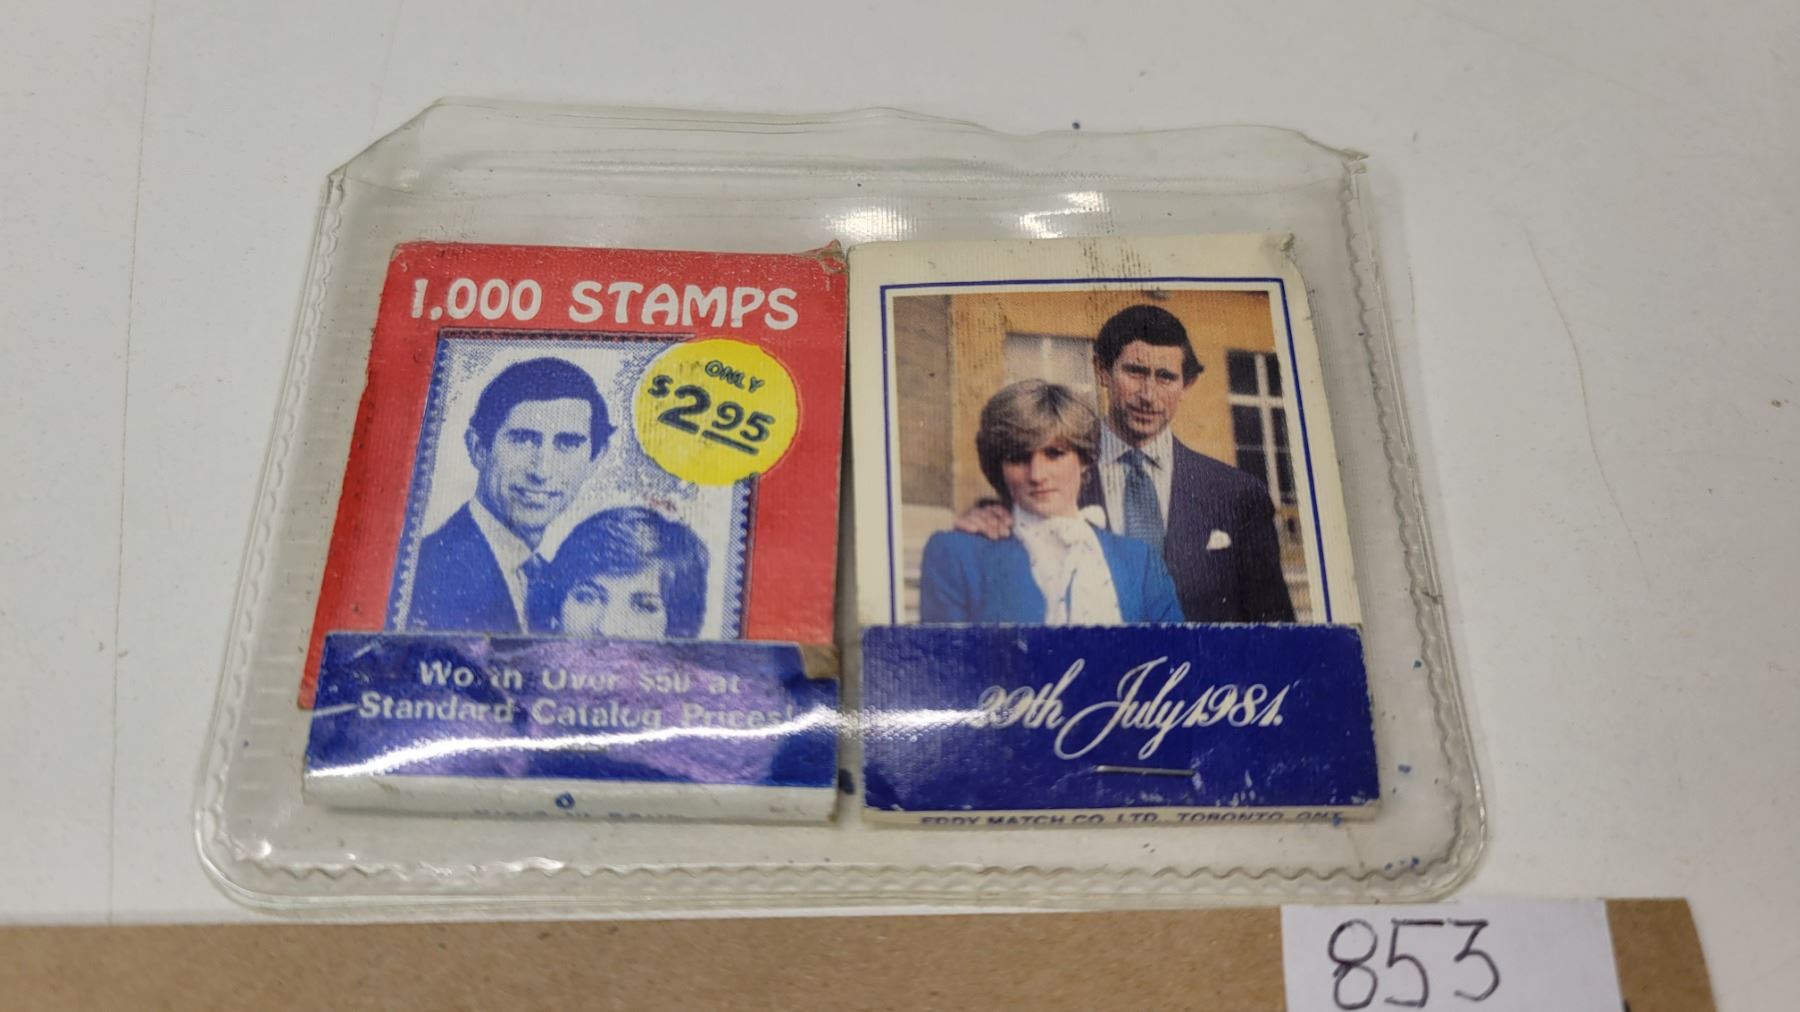 1,000 STAMPS
ONLY
$2.95
Worth Over $50 at
Standard Catalog Prices!
29th July 1981.
EDDY MATCH CO. LTD., TORONTO, ONT.
853